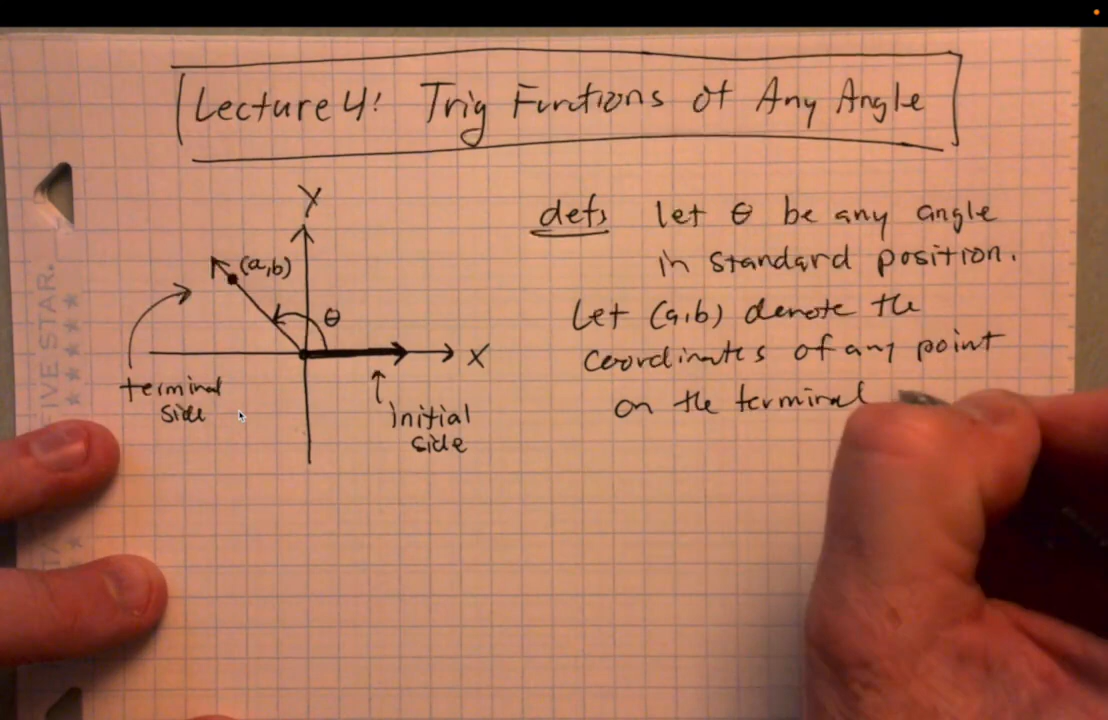 Lecture 4: Trig Functions of Any Angle
Y
(a,b)
θ
X
terminal
side
initial
side
defs let θ be any angle
in standard position.
Let (a,b) denote the
coordinates of any point
on the terminal
FIVE STAR.